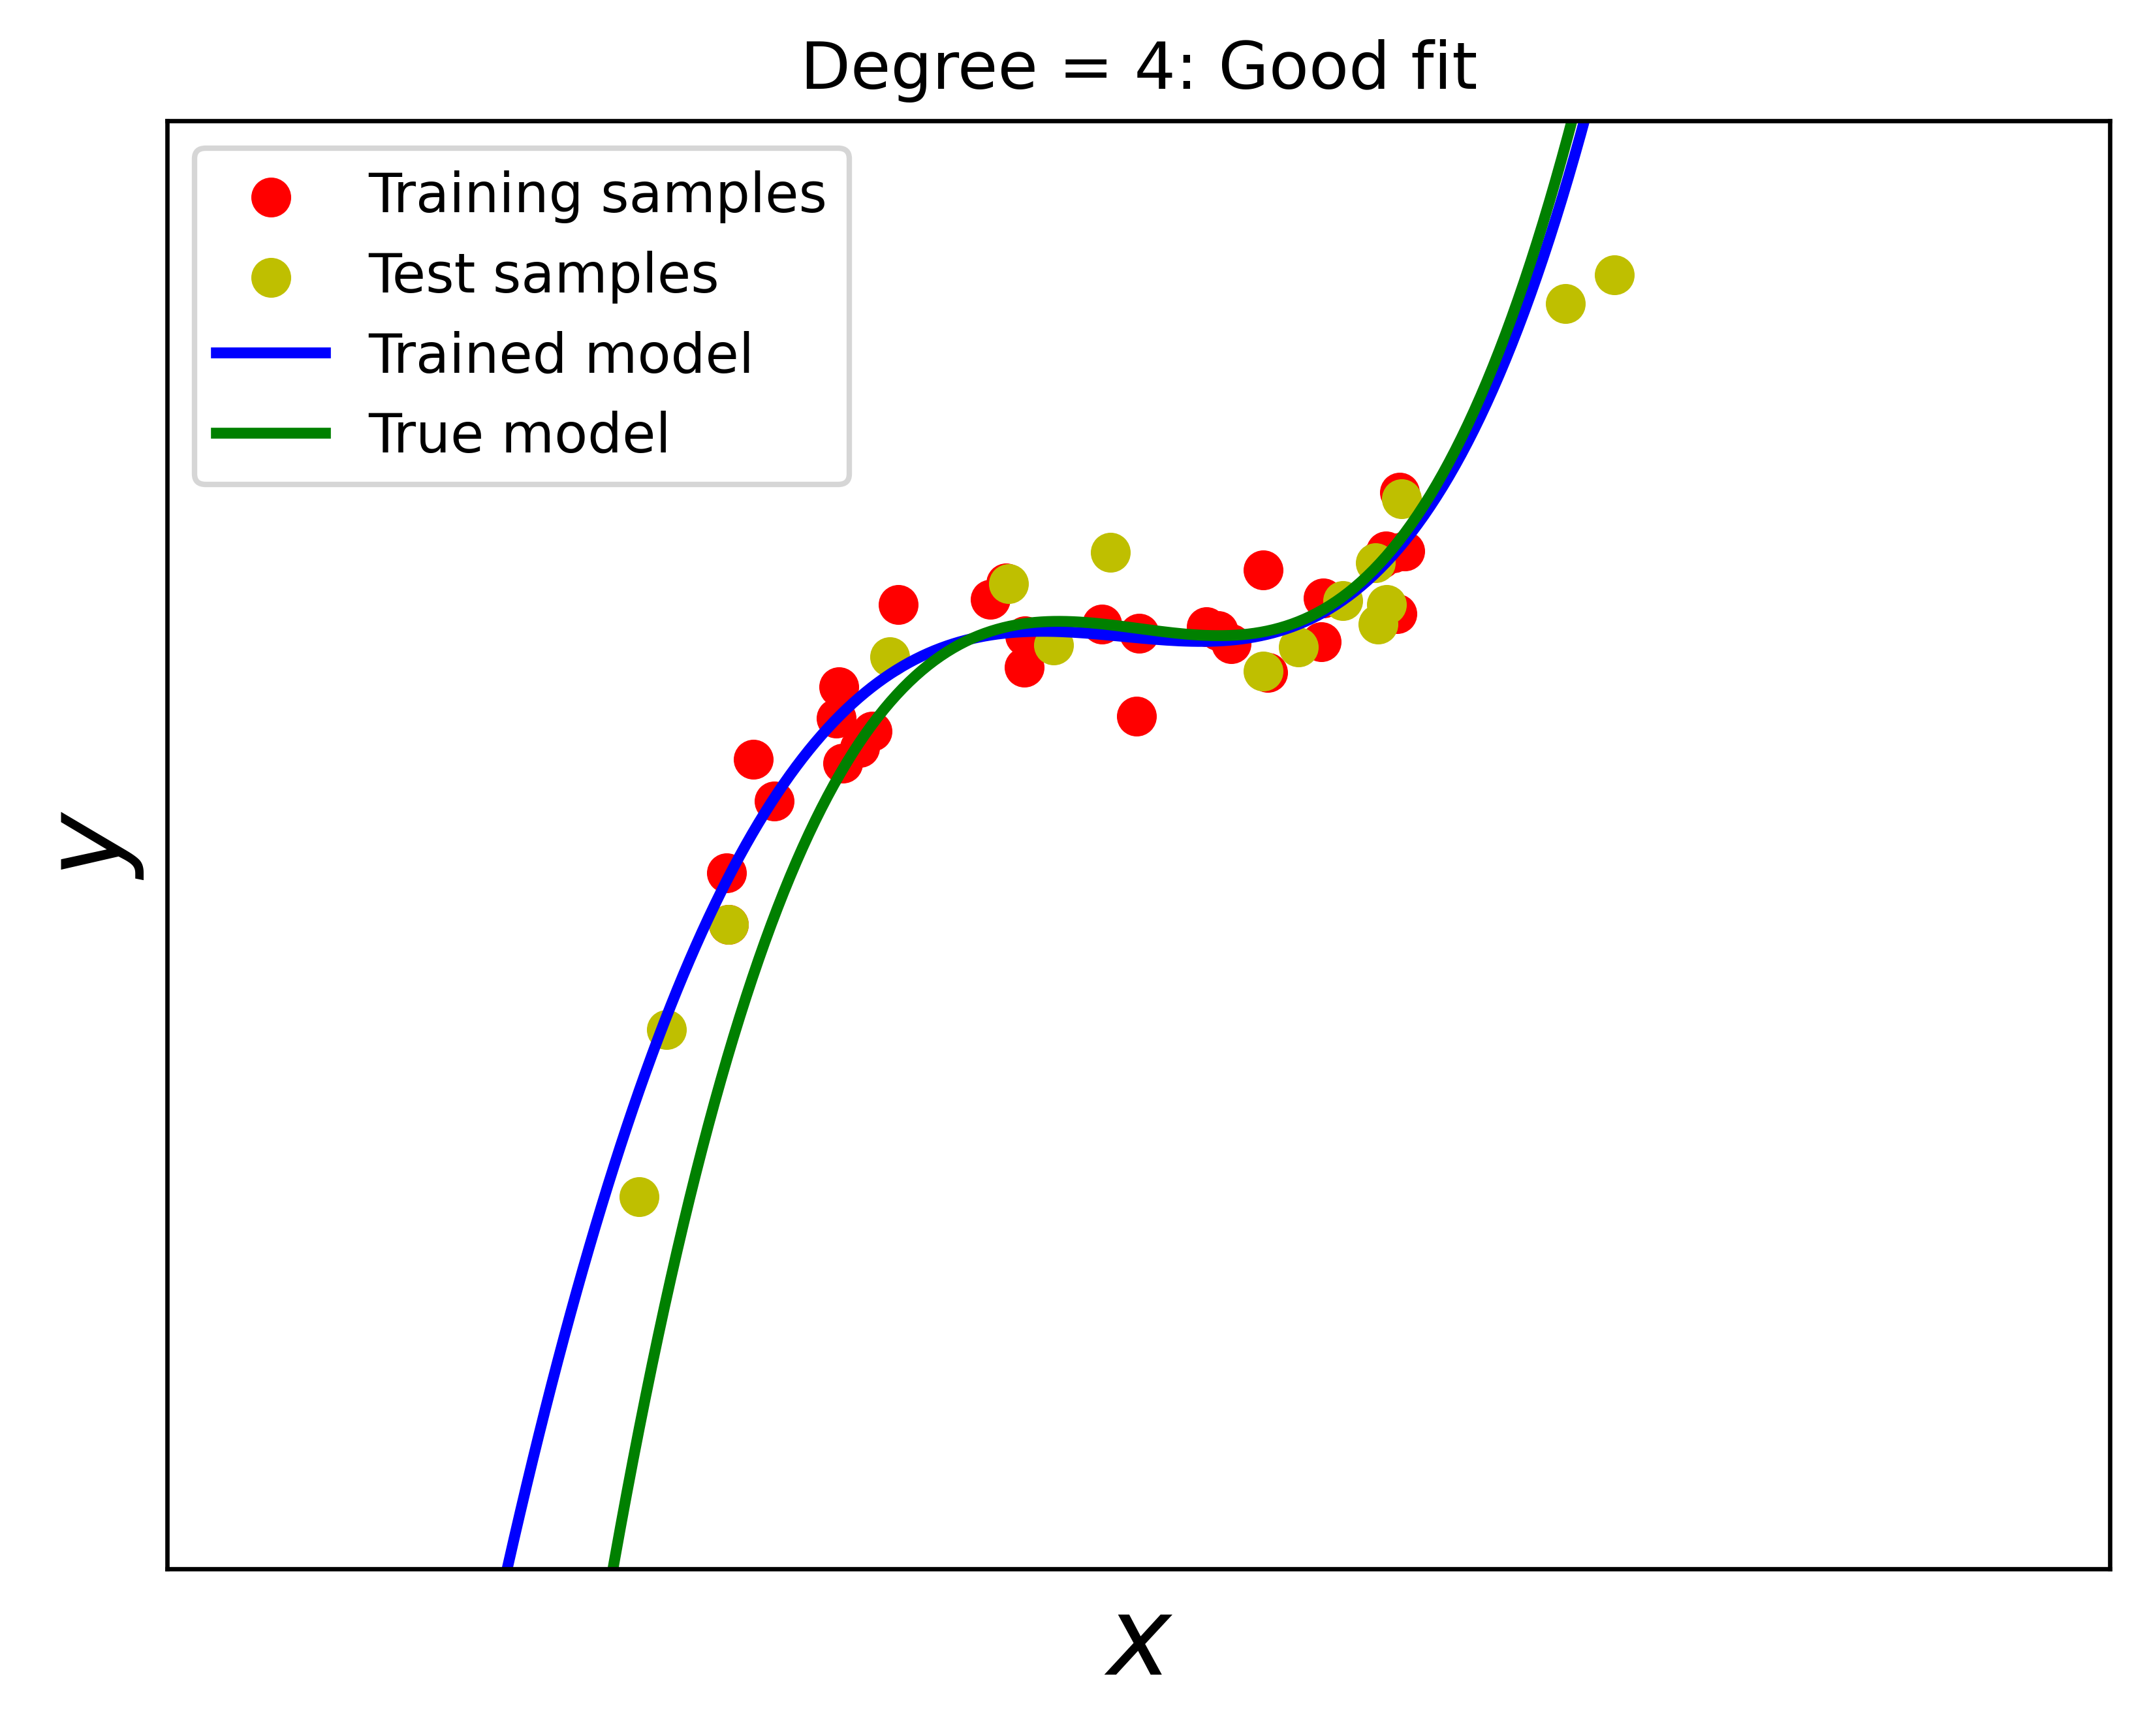 Degree = 4: Good fit
Training samples
Test samples
Trained model
True model
y
x